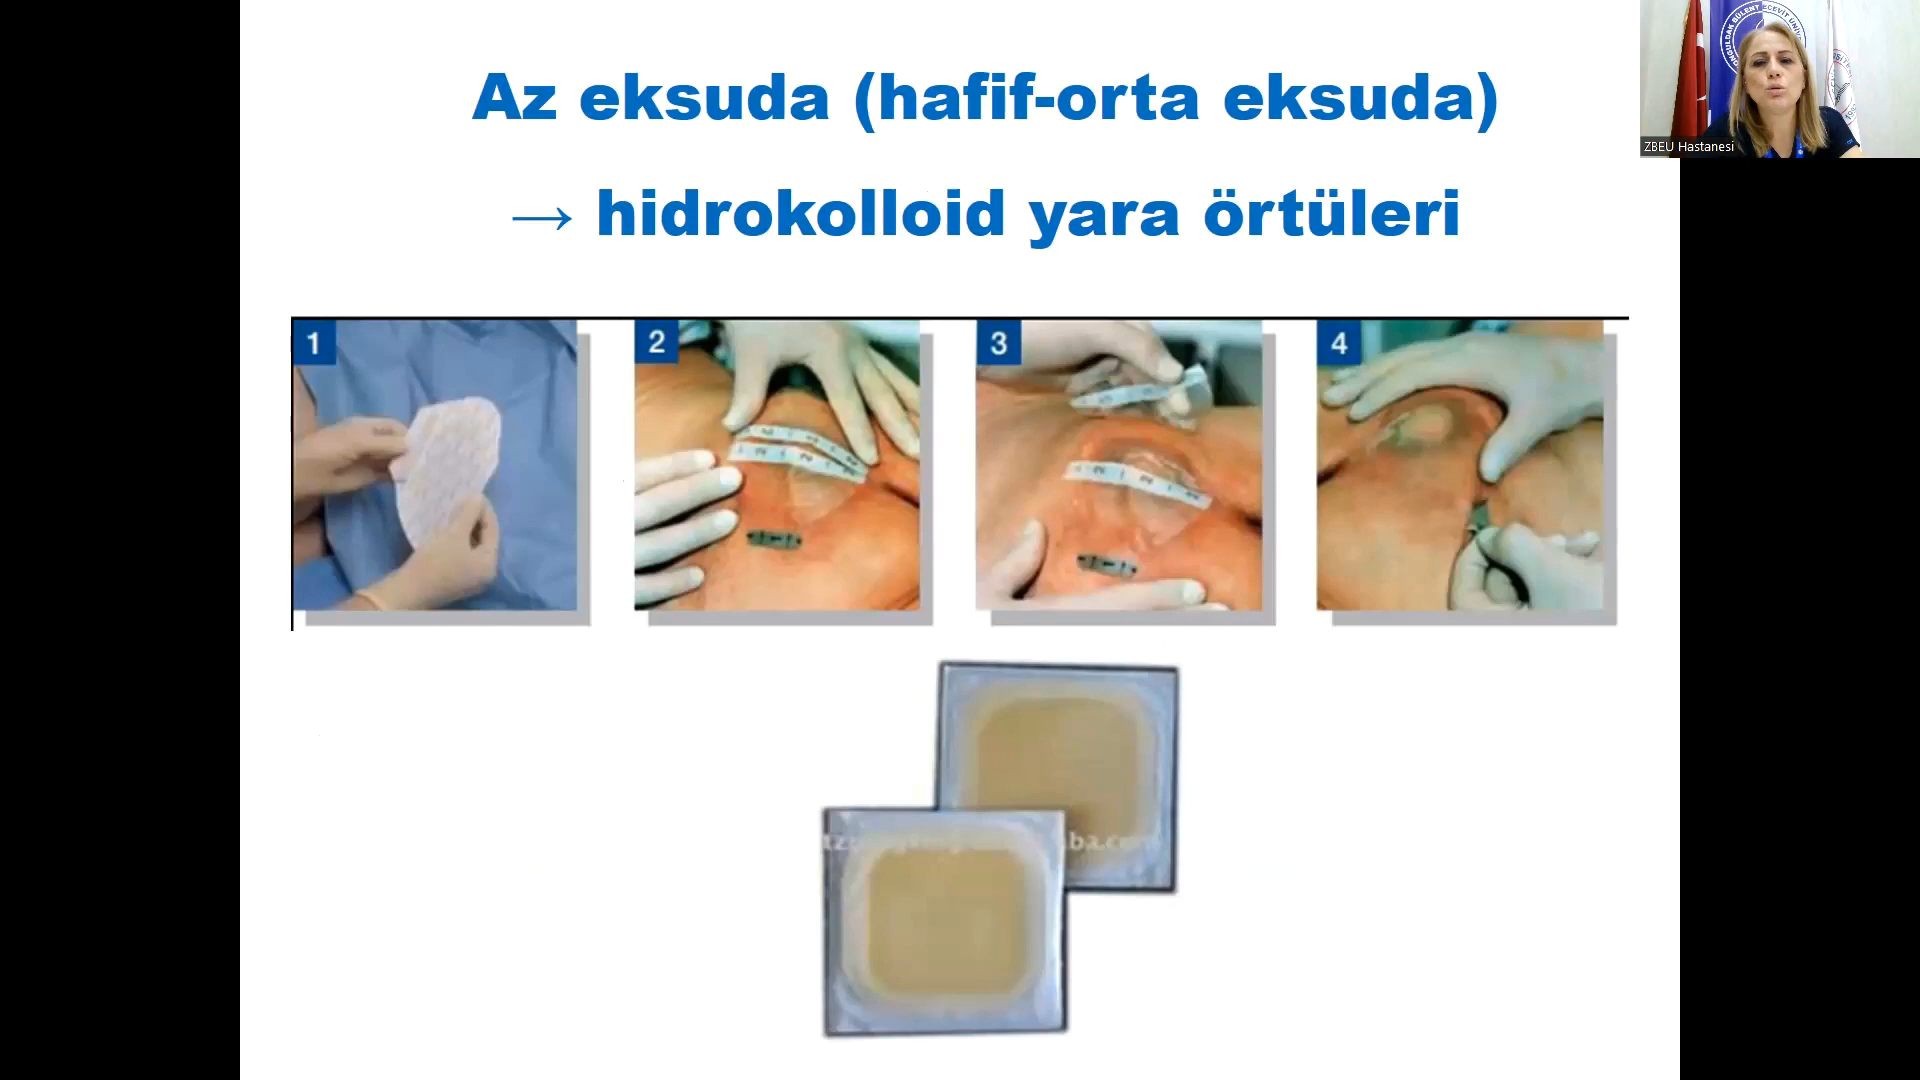 Az eksuda (hafif-orta eksuda)
→ hidrokolloid yara örtüleri
1
2
3
4
ZBEU Hastanesi